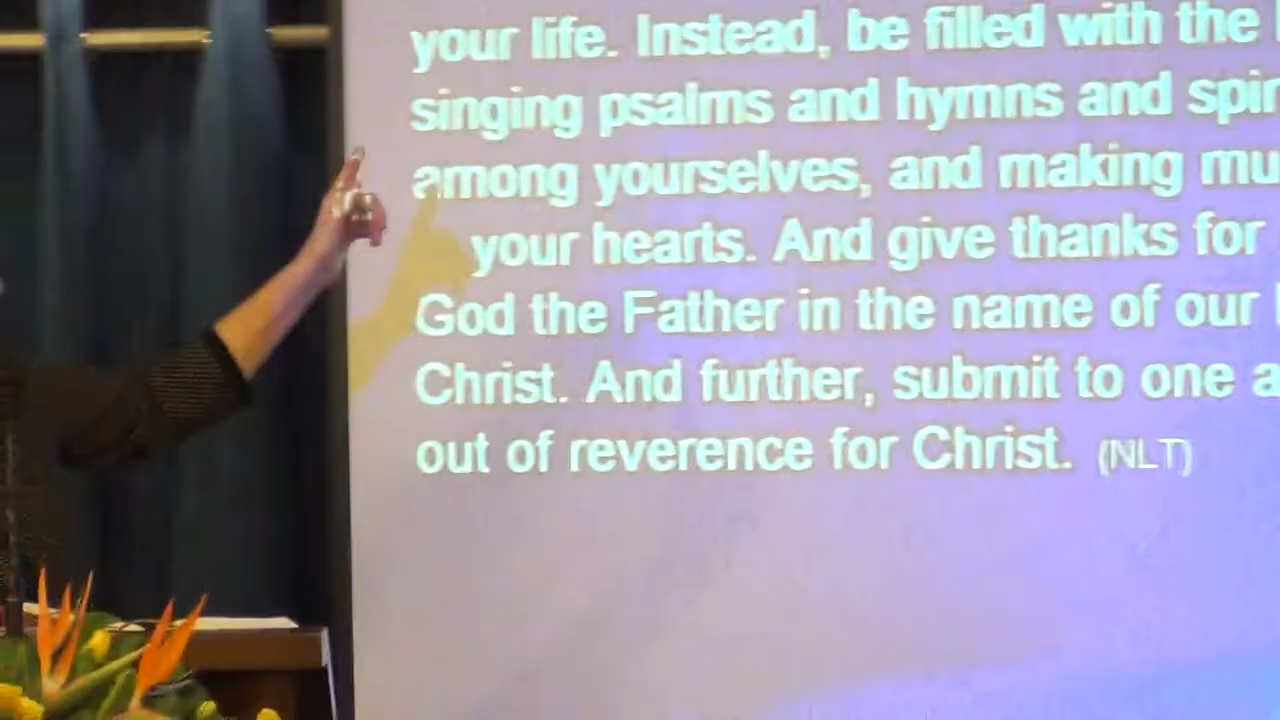 your life. Instead, be filled with the
singing psalms and hymns and spir
among yourselves, and making mu
your hearts. And give thanks for
God the Father in the name of our
Christ. And further, submit to one a
out of reverence for Christ. (NLT)